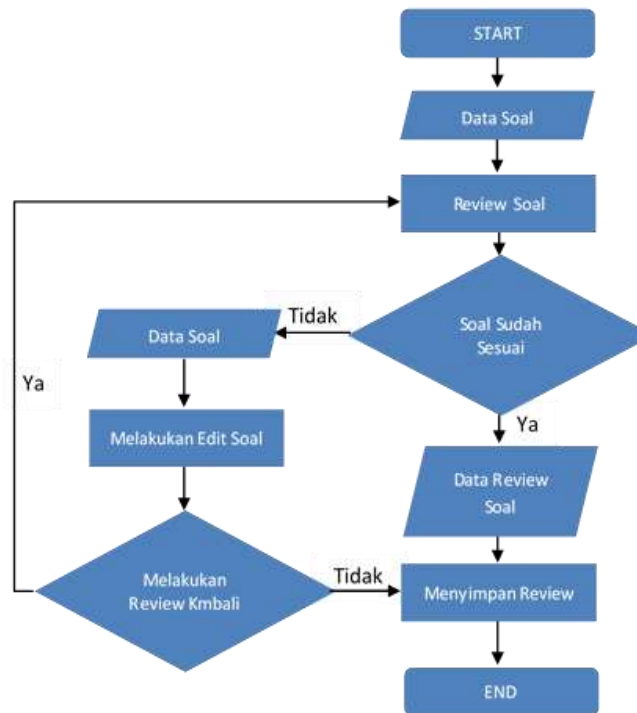 START
Data Soal
Review Soal
Soal Sudah
Sesuai
Tidak
Data Soal
Ya
Melakukan Edit Soal
Ya
Data Review
Soal
Melakukan
Review Kmbali
Tidak
Menyimpan Review
END